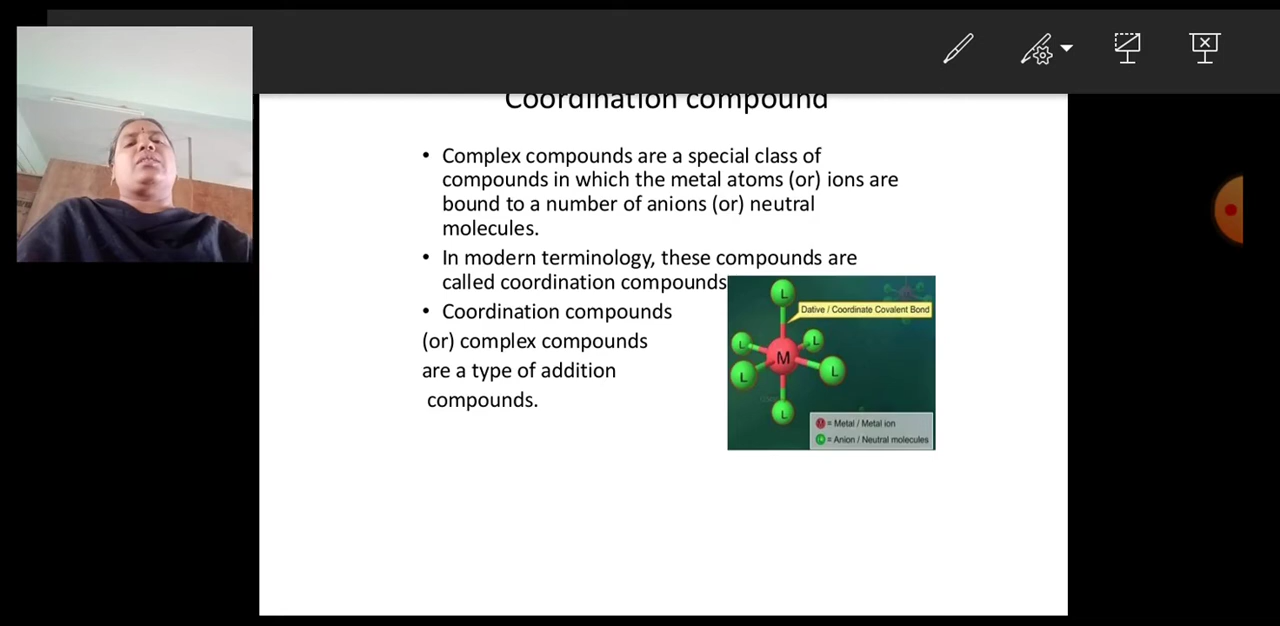 Coordination compound
• Complex compounds are a special class of
compounds in which the metal atoms (or) ions are
bound to a number of anions (or) neutral
molecules.
• In modern terminology, these compounds are
called coordination compounds
• Coordination compounds
(or) complex compounds
are a type of addition
compounds.
L
Dative / Coordinate Covalent Bond
L
L
M
L
L
L
M = Metal / Metal ion
= Anion / Neutral molecules